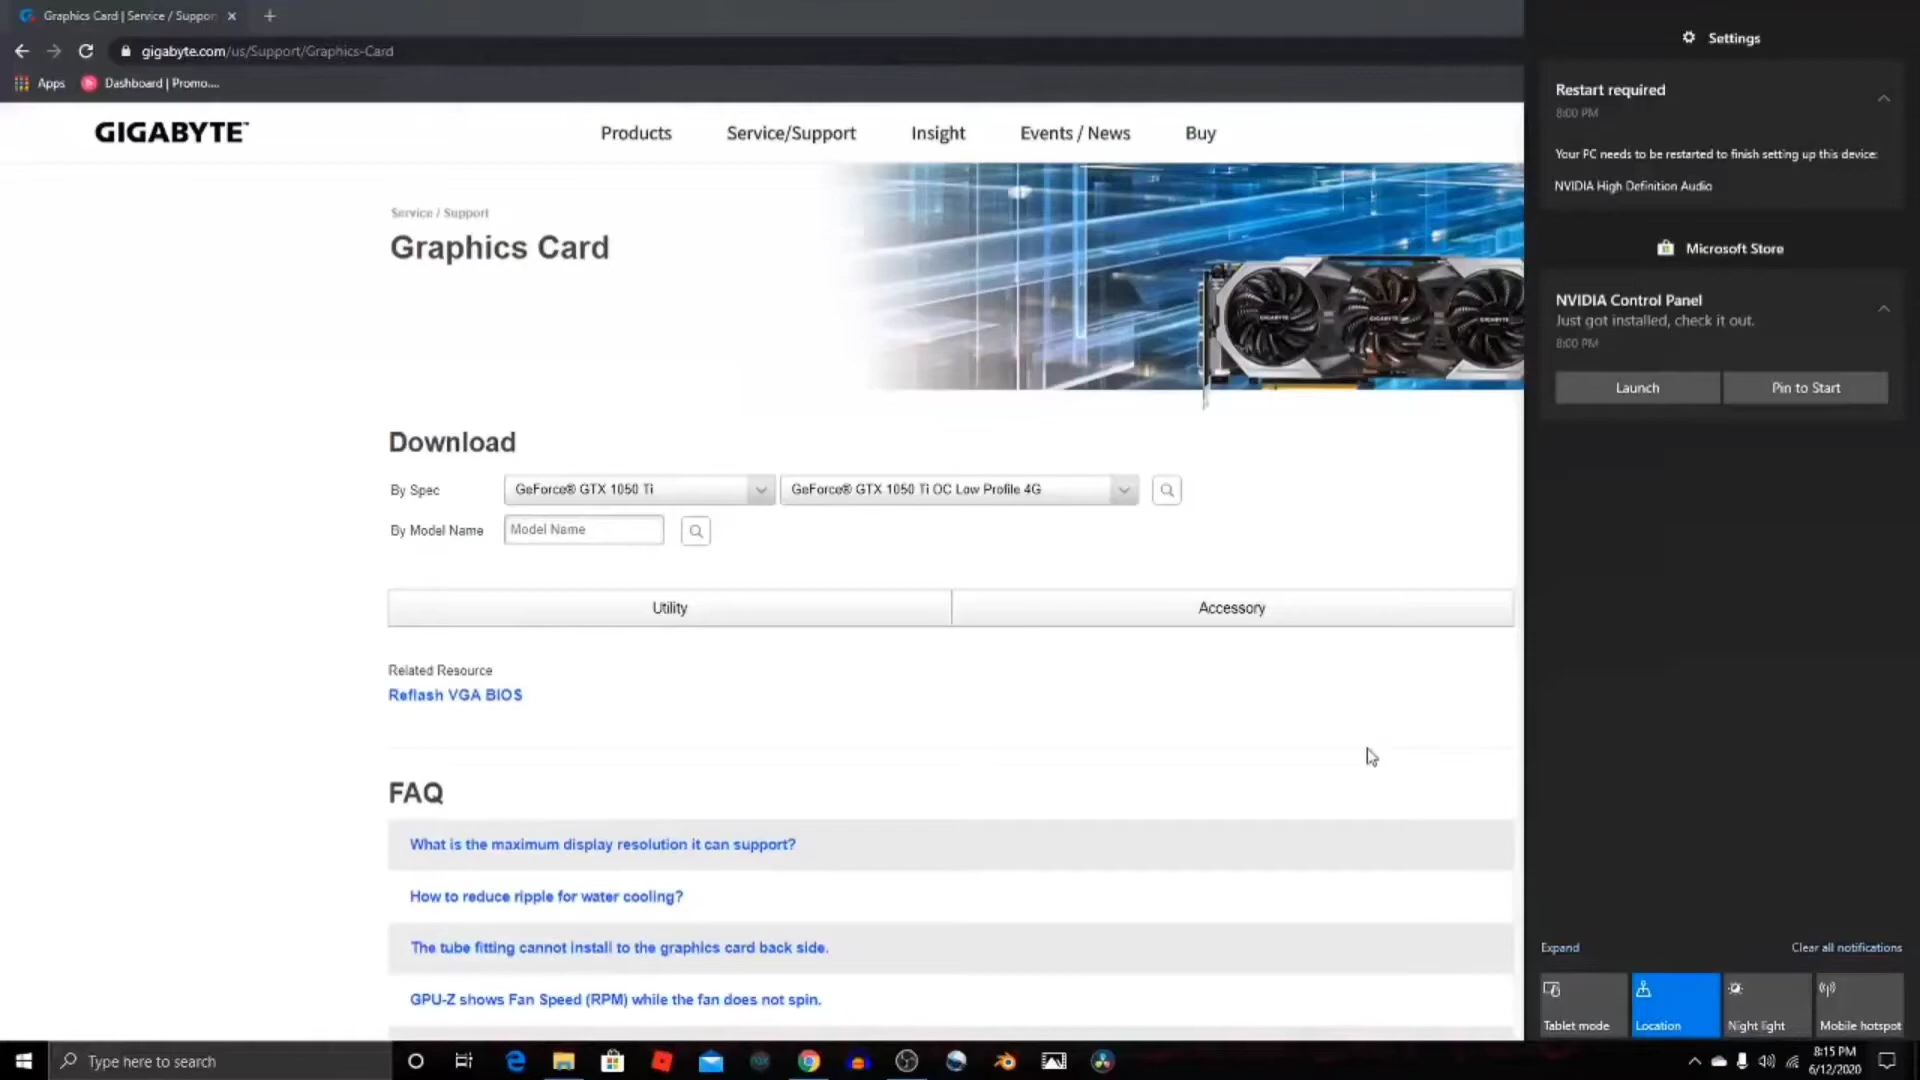 Graphics Card | Service / Suppor
gigabyte.com/us/Support/Graphics-Card
Apps
Dashboard | Promo....
GIGABYTE™
Products
Service/Support
Insight
Events / News
Buy
Service / Support
Graphics Card
Download
By Spec
GeForce® GTX 1050 Ti
GeForce® GTX 1050 Ti OC Low Profile 4G
By Model Name
Model Name
Utility
Accessory
Related Resource
Reflash VGA BIOS
FAQ
What is the maximum display resolution it can support?
How to reduce ripple for water cooling?
The tube fitting cannot install to the graphics card back side.
GPU-Z shows Fan Speed (RPM) while the fan does not spin.
Settings
Restart required
8:00 PM
Your PC needs to be restarted to finish setting up this device:
NVIDIA High Definition Audio
Microsoft Store
NVIDIA Control Panel
Just got installed, check it out.
8:00 PM
Launch
Pin to Start
Expand
Clear all notifications
Tablet mode
Location
Night light
Mobile hotspot
Type here to search
8:15 PM
6/12/2020